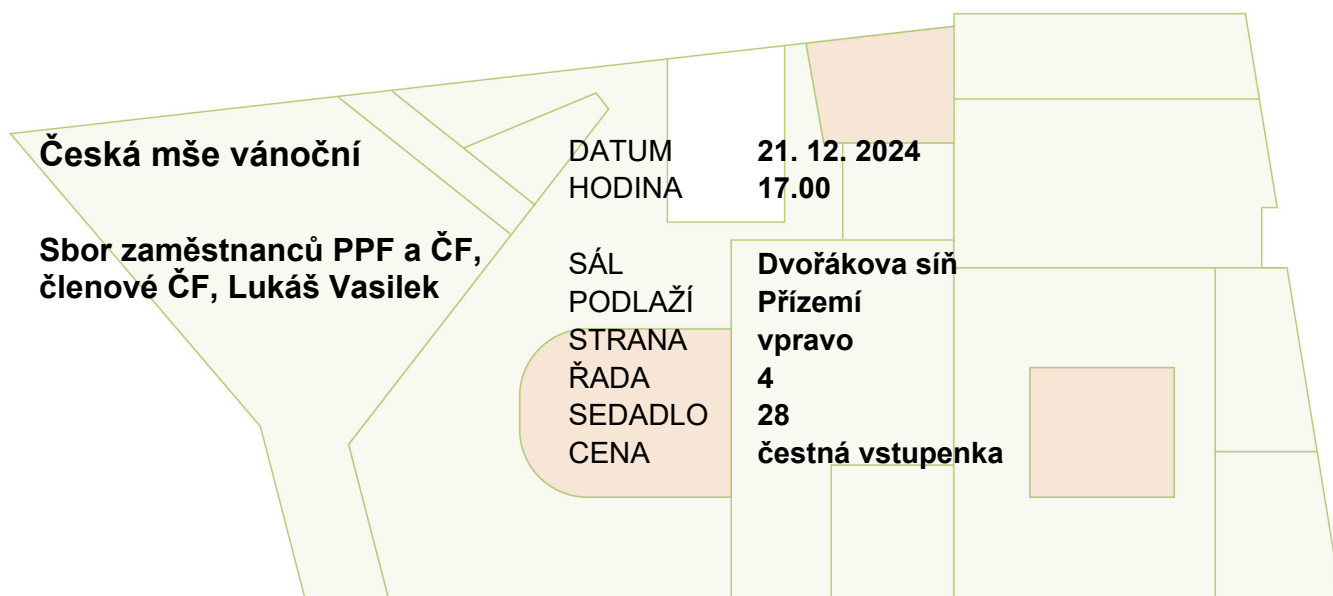 Česká mše vánoční
Sbor zaměstnanců PPF a ČF,
členové ČF, Lukáš Vasilek
DATUM 21. 12. 2024
HODINA 17.00
SÁL Dvořákova síň
PODLAŽÍ Přízemí
STRANA vpravo
ŘADA 4
SEDADLO 28
CENA čestná vstupenka